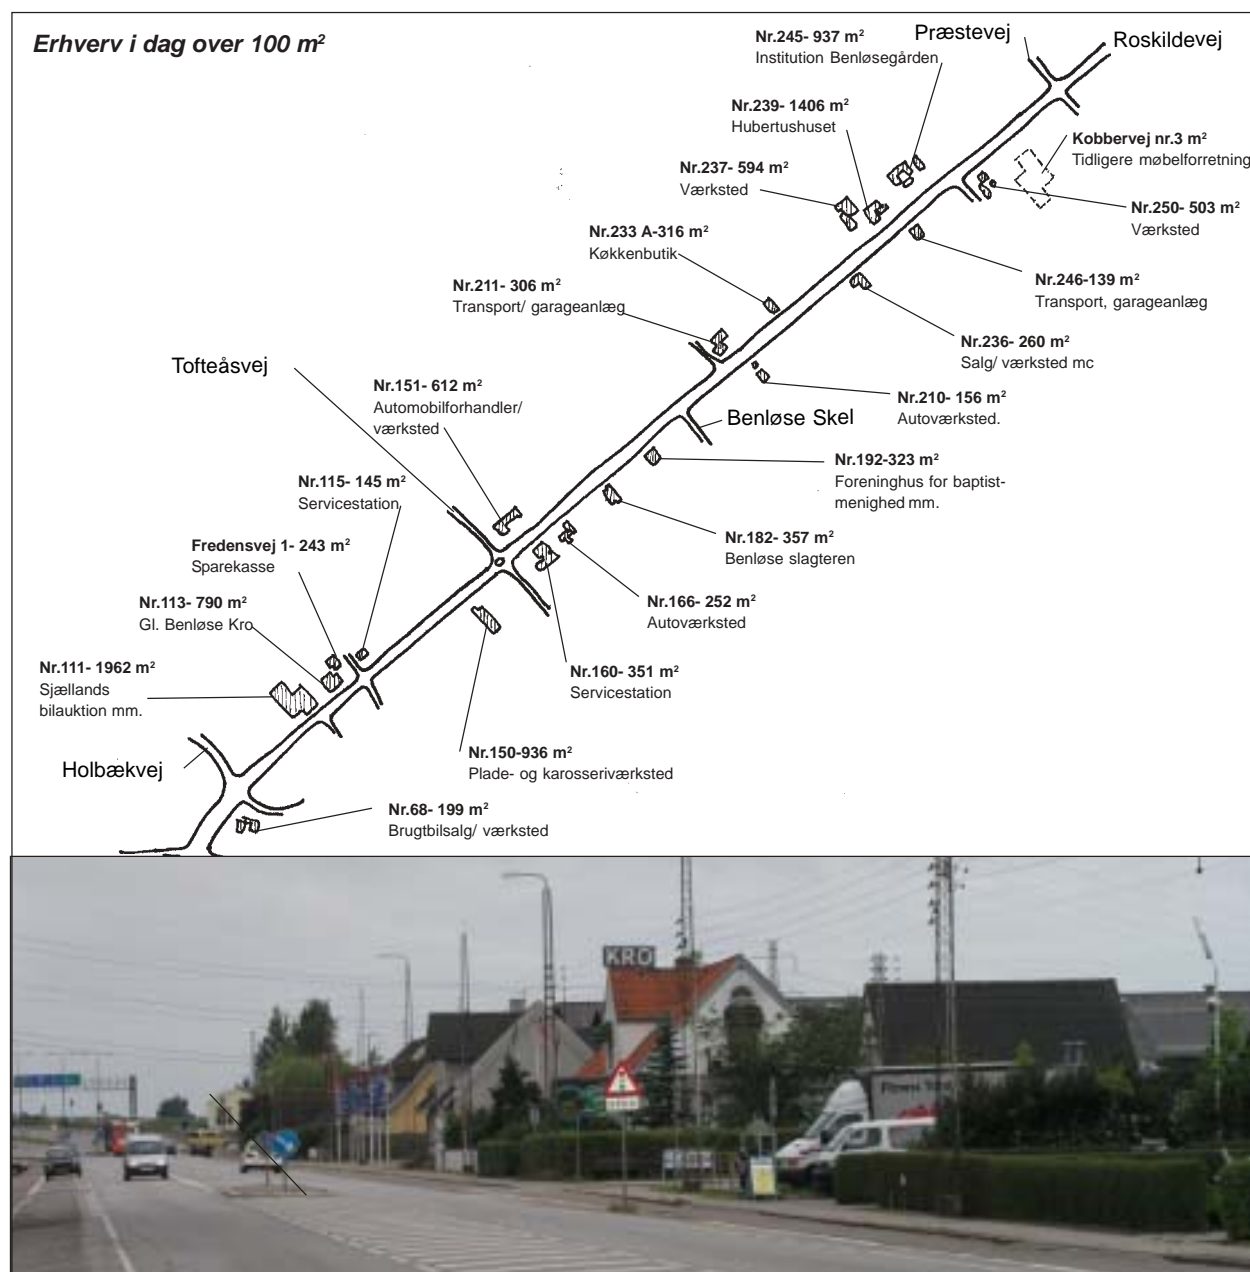 Erhverv i dag over 100 m²
Nr.245- 937 m²
Institution Benløsegården
Præstevej
Roskildevej
Nr.239- 1406 m²
Hubertushuset
Kobbervej nr.3 m²
Tidligere møbelforretning
Nr.237- 594 m²
Værksted
Nr.250- 503 m²
Værksted
Nr.233 A-316 m²
Køkkenbutik
Nr.246-139 m²
Transport, garageanlæg
Nr.211- 306 m²
Transport/ garageanlæg
Nr.236- 260 m²
Salg/ værksted mc
Tofteåsvej
Nr.151- 612 m²
Automobilforhandler/
værksted
Nr.210- 156 m²
Autoværksted.
Benløse Skel
Nr.192-323 m²
Foreninghus for baptist-
menighed mm.
Nr.115- 145 m²
Servicestation
Nr.182- 357 m²
Benløse slagteren
Fredensvej 1- 243 m²
Sparekasse
Nr.166- 252 m²
Autoværksted
Nr.113- 790 m²
Gl. Benløse Kro
Nr.160- 351 m²
Servicestation
Nr.111- 1962 m²
Sjællands
bilauktion mm.
Nr.150-936 m²
Plade- og karosseriværksted
Holbækvej
Nr.68- 199 m²
Brugtbilsalg/ værksted
KRO